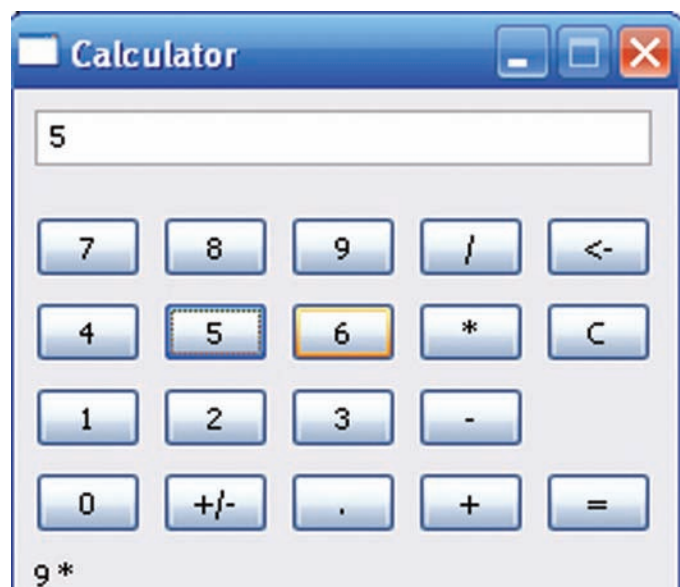 Calculator
5
7 8 9 / <-
4 5 6 * C
1 2 3 -
0 +/- . + =
9 *